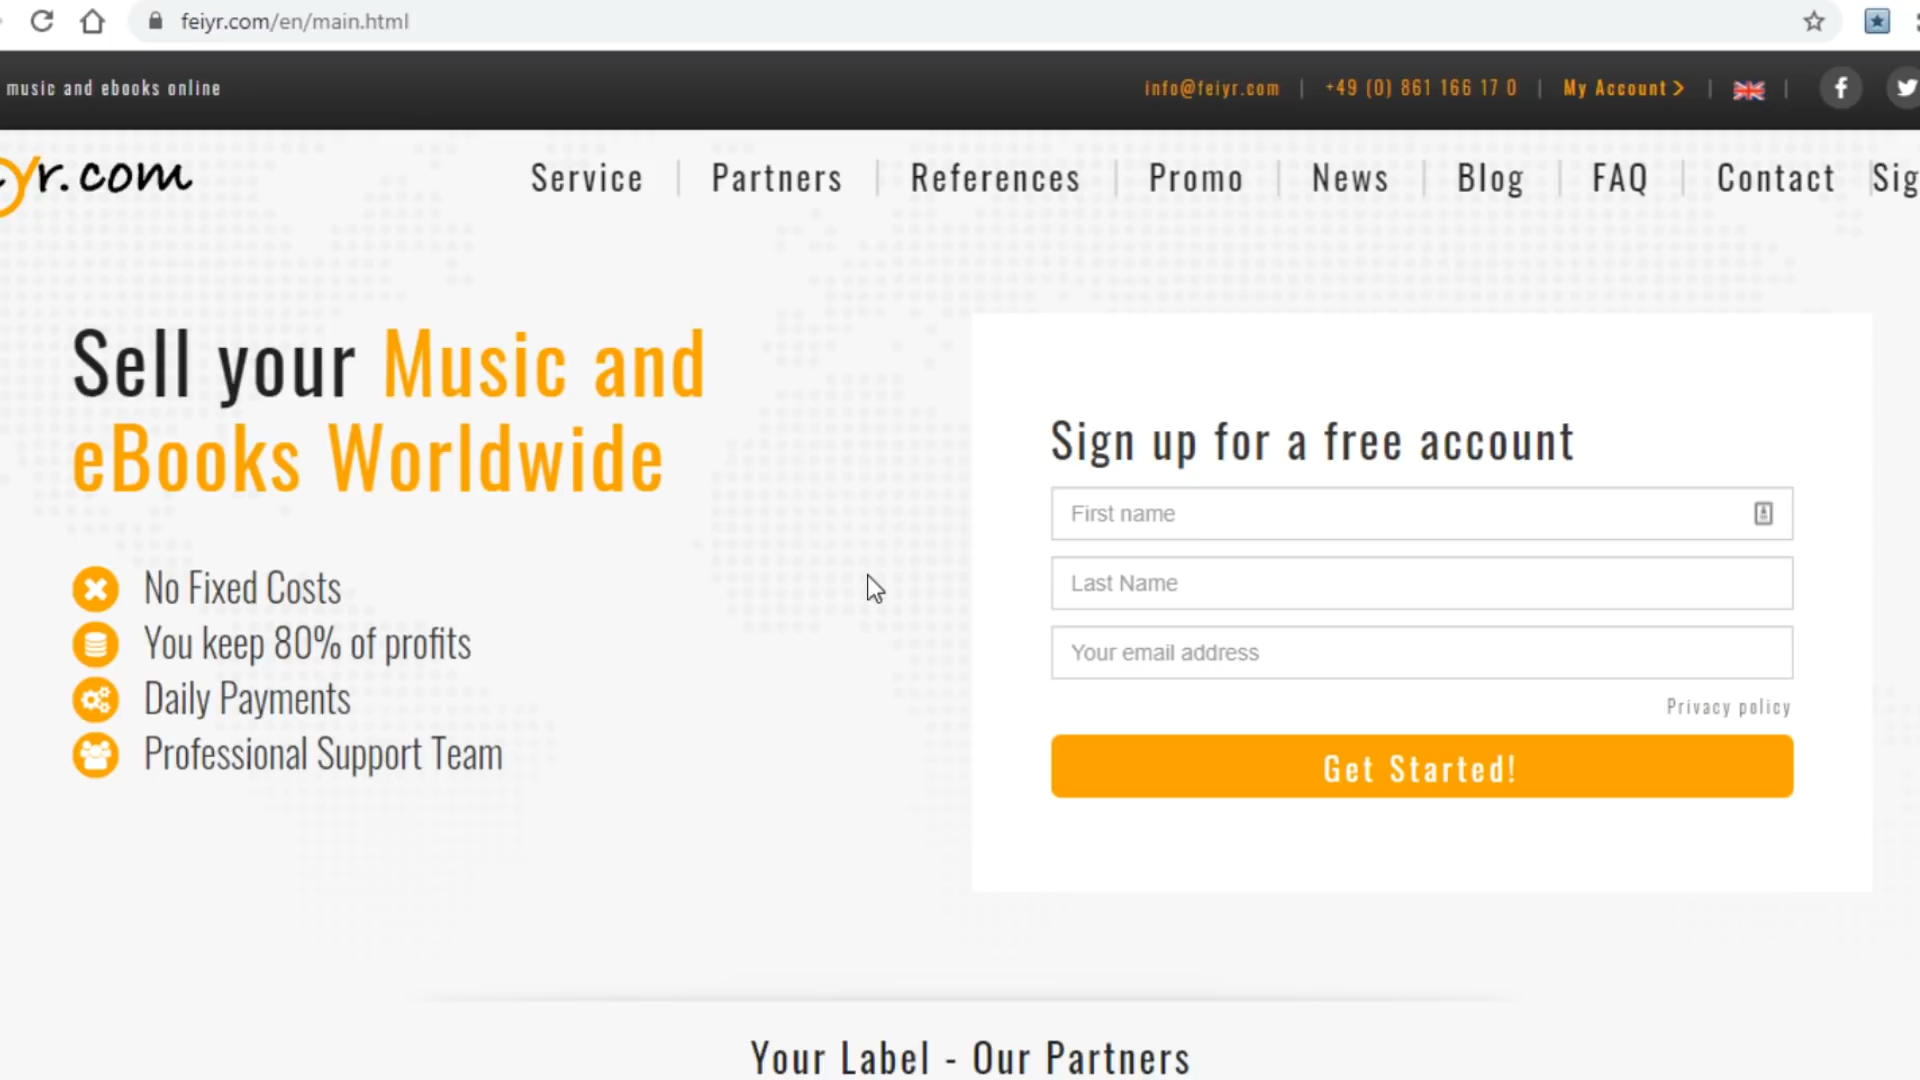 feiyr.com/en/main.html
music and ebooks online
info@feiyr.com | +49 (0) 861 166 17 0 | My Account > |
yr.com
Service | Partners | References | Promo | News | Blog | FAQ | Contact | Sig
Sell your Music and
eBooks Worldwide
No Fixed Costs
You keep 80% of profits
Daily Payments
Professional Support Team
Sign up for a free account
First name
Last Name
Your email address
Privacy policy
Get Started!
Your Label - Our Partners